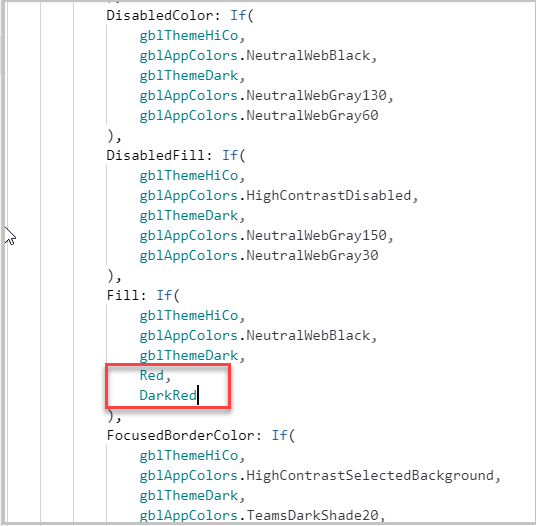 DisabledColor: If(
gblThemeHiCo,
gblAppColors.NeutralWebBlack,
gblThemeDark,
gblAppColors.NeutralWebGray130,
gblAppColors.NeutralWebGray60
),
DisabledFill: If(
gblThemeHiCo,
gblAppColors.HighContrastDisabled,
gblThemeDark,
gblAppColors.NeutralWebGray150,
gblAppColors.NeutralWebGray30
),
Fill: If(
gblThemeHiCo,
gblAppColors.NeutralWebBlack,
gblThemeDark,
Red,
DarkRed
),
FocusedBorderColor: If(
gblThemeHiCo,
gblAppColors.HighContrastSelectedBackground,
gblThemeDark,
gblAppColors.TeamsDarkShade20,